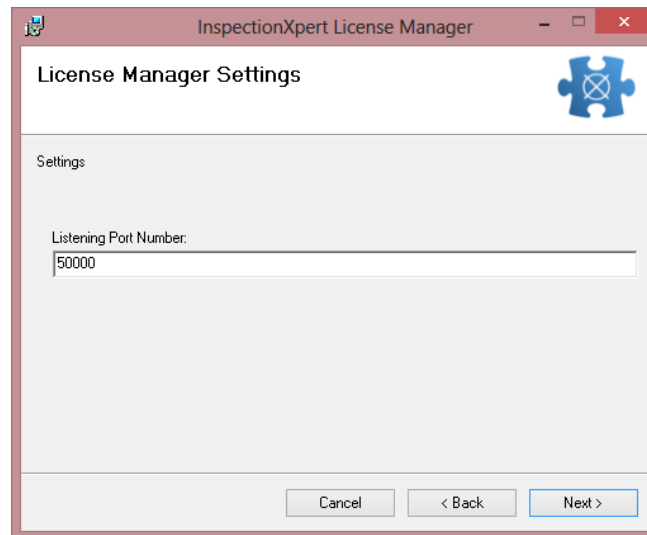 InspectionXpert License Manager
License Manager Settings
Settings
Listening Port Number:
50000
Cancel
< Back
Next >